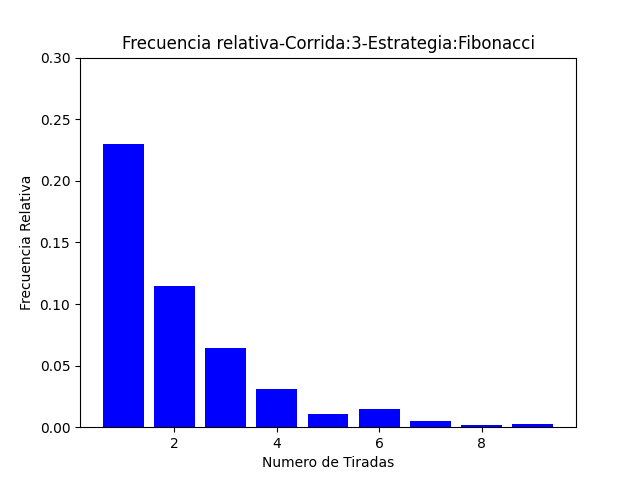 Frecuencia relativa-Corrida:3-Estrategia:Fibonacci
0.30
0.25
0.20
0.15
0.10
0.05
0.00
Frecuencia Relativa
2 4 6 8
Numero de Tiradas